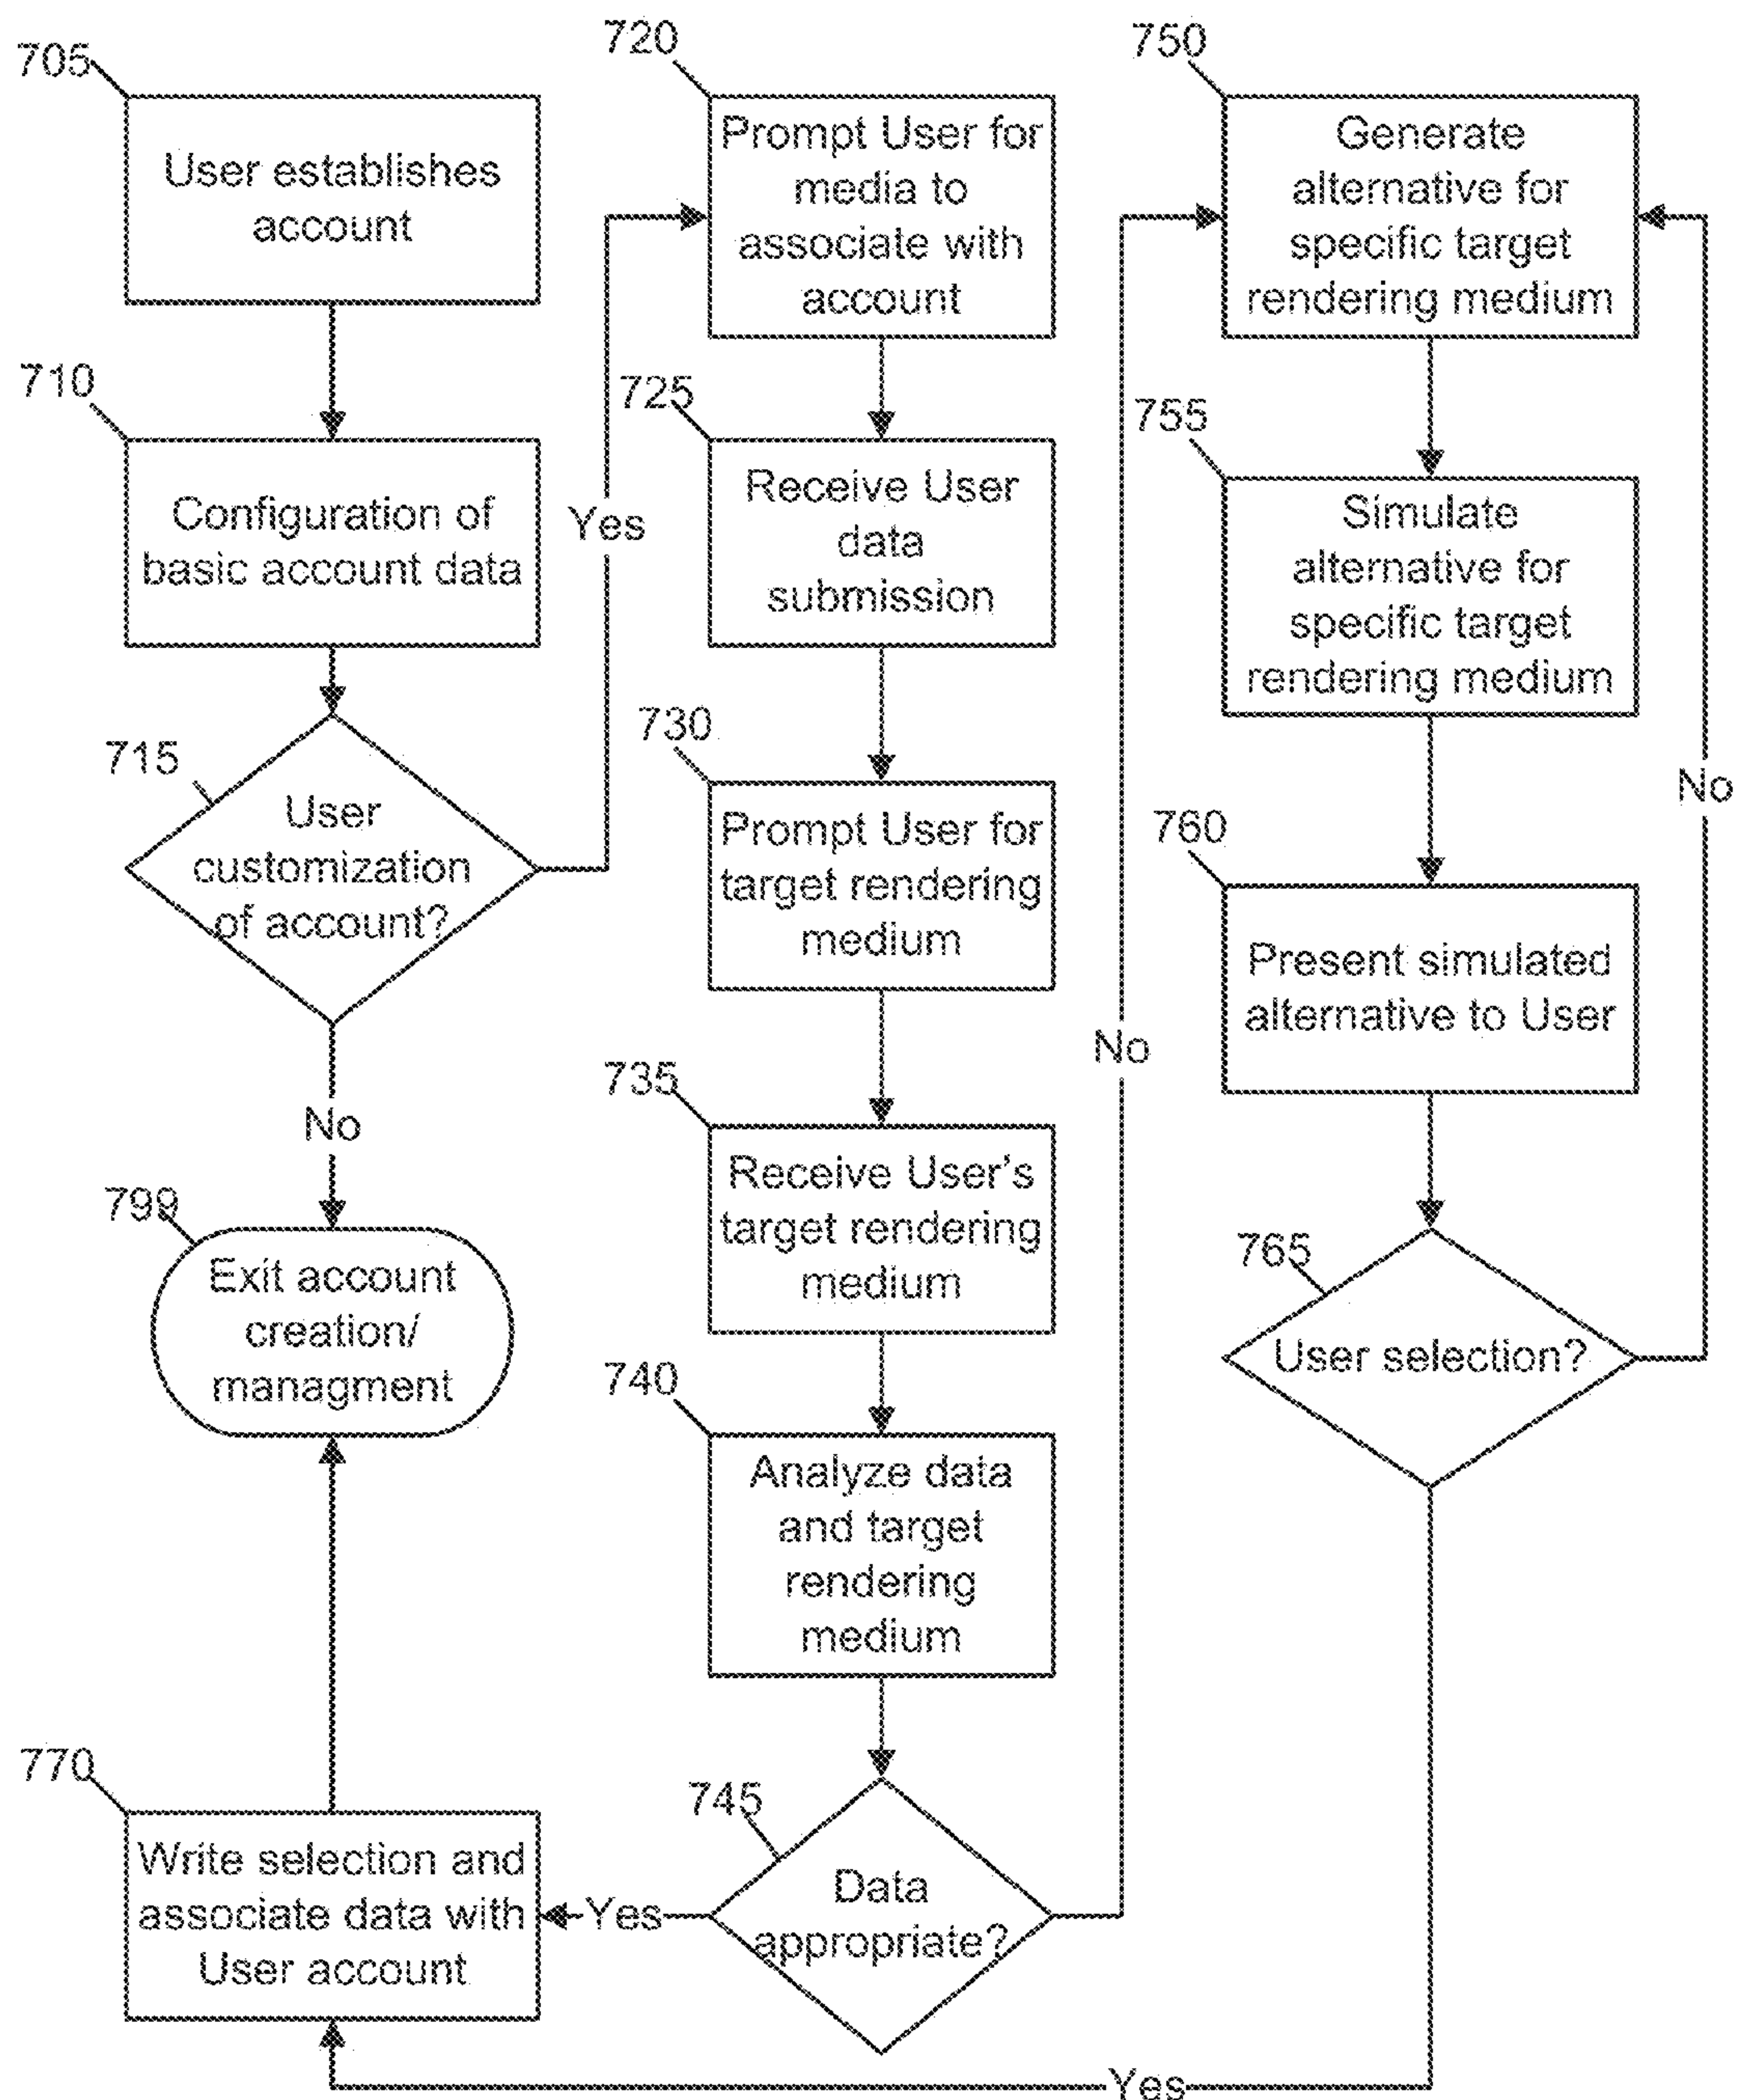 705
User establishes
account
710
Configuration of
basic account data
715
User
customization
of account?
Yes
No
799
Exit account
creation/
managment
770
Write selection and
associate data with
User account
720
Prompt User for
media to
associate with
account
725
Receive User
data
submission
730
Prompt User for
target rendering
medium
735
Receive User's
target rendering
medium
740
Analyze data
and target
rendering
medium
745
Data
appropriate?
Yes
No
750
Generate
alternative for
specific target
rendering medium
755
Simulate
alternative for
specific target
rendering medium
760
Present simulated
alternative to User
765
User selection?
No
Yes